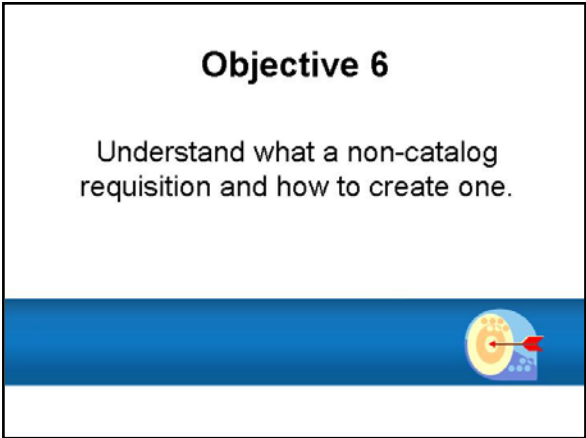 Objective 6
Understand what a non-catalog
requisition and how to create one.